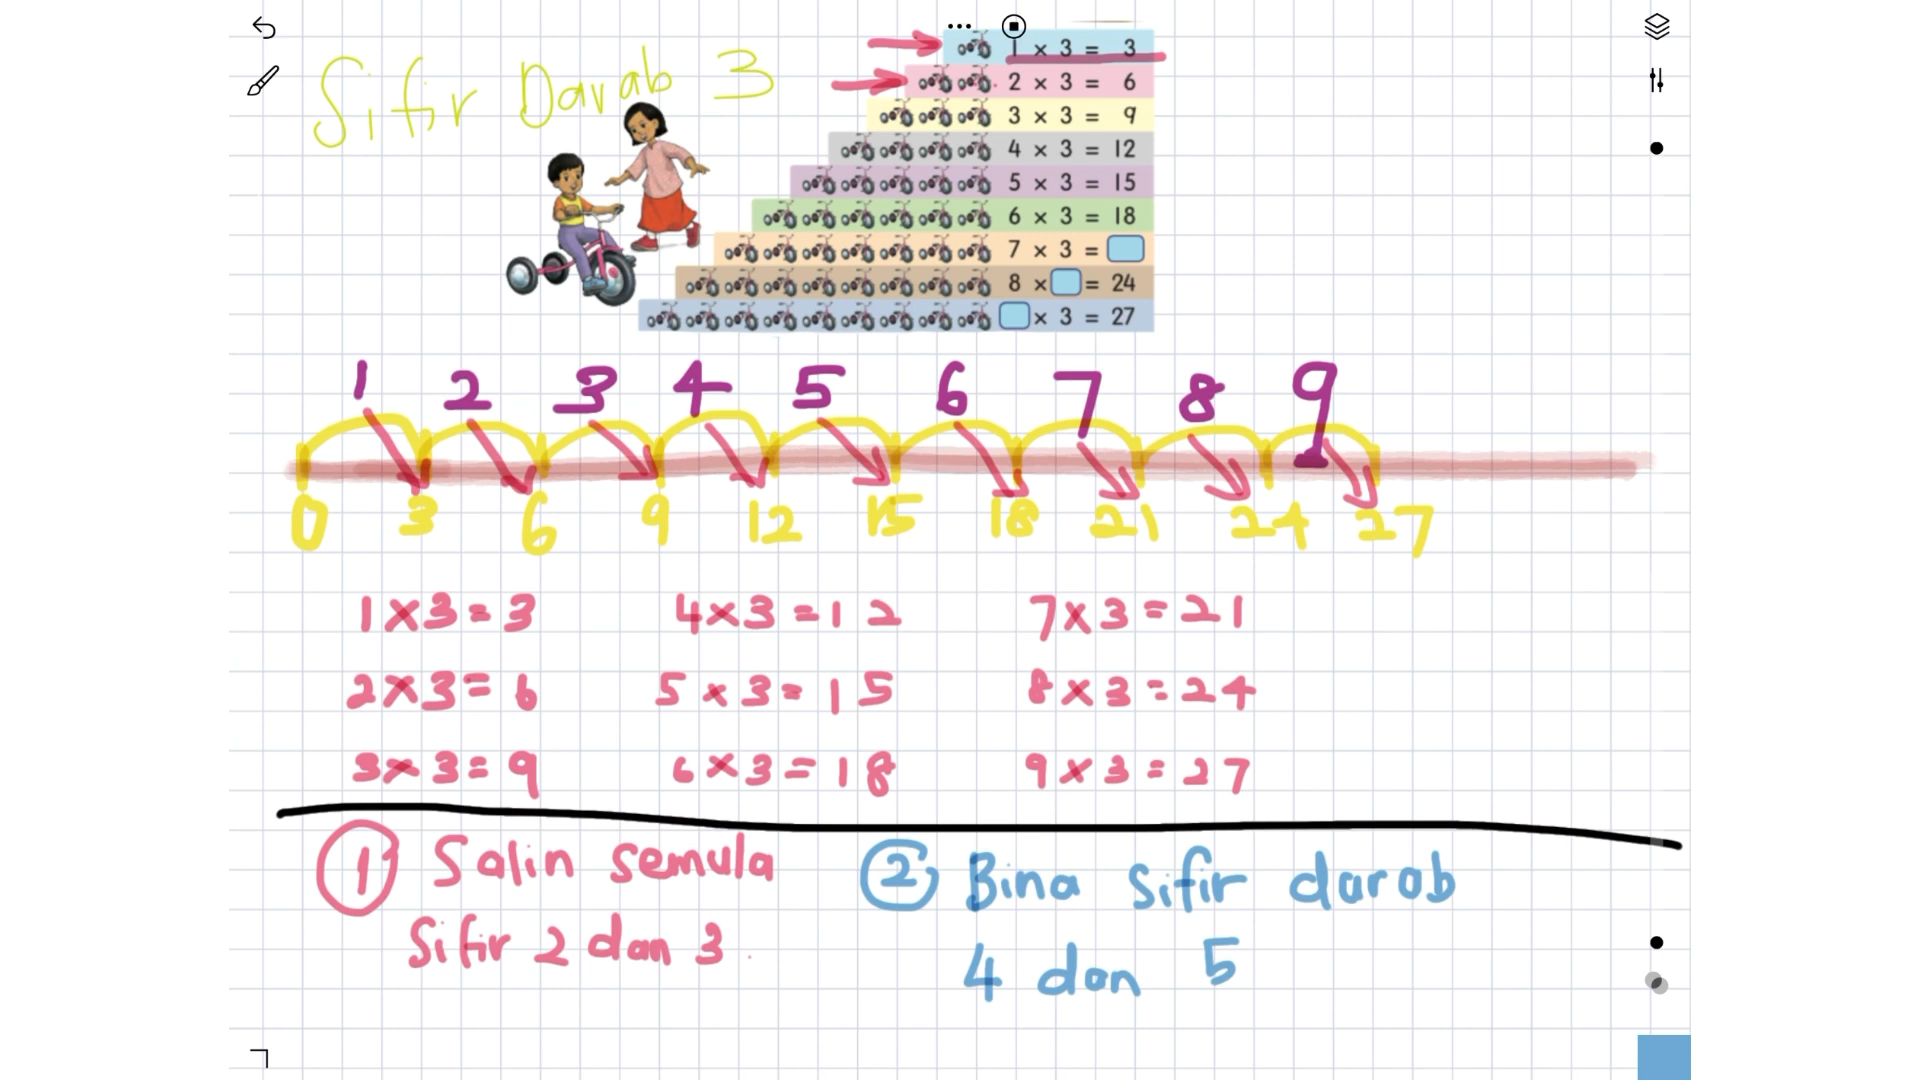 Sifir Darab 3
1 × 3 = 3
2 × 3 = 6
3 × 3 = 9
4 × 3 = 12
5 × 3 = 15
6 × 3 = 18
7 × 3 =
8 × = 24
× 3 = 27
1 2 3 4 5 6 7 8 9
0 3 6 9 12 15 18 21 24 27
1×3=3 4×3=12 7×3=21
2×3=6 5×3=15 8×3=24
3×3=9 6×3=18 9×3=27
1 Salin semula
Sifir 2 dan 3.
2 Bina Sifir darab
4 dan 5